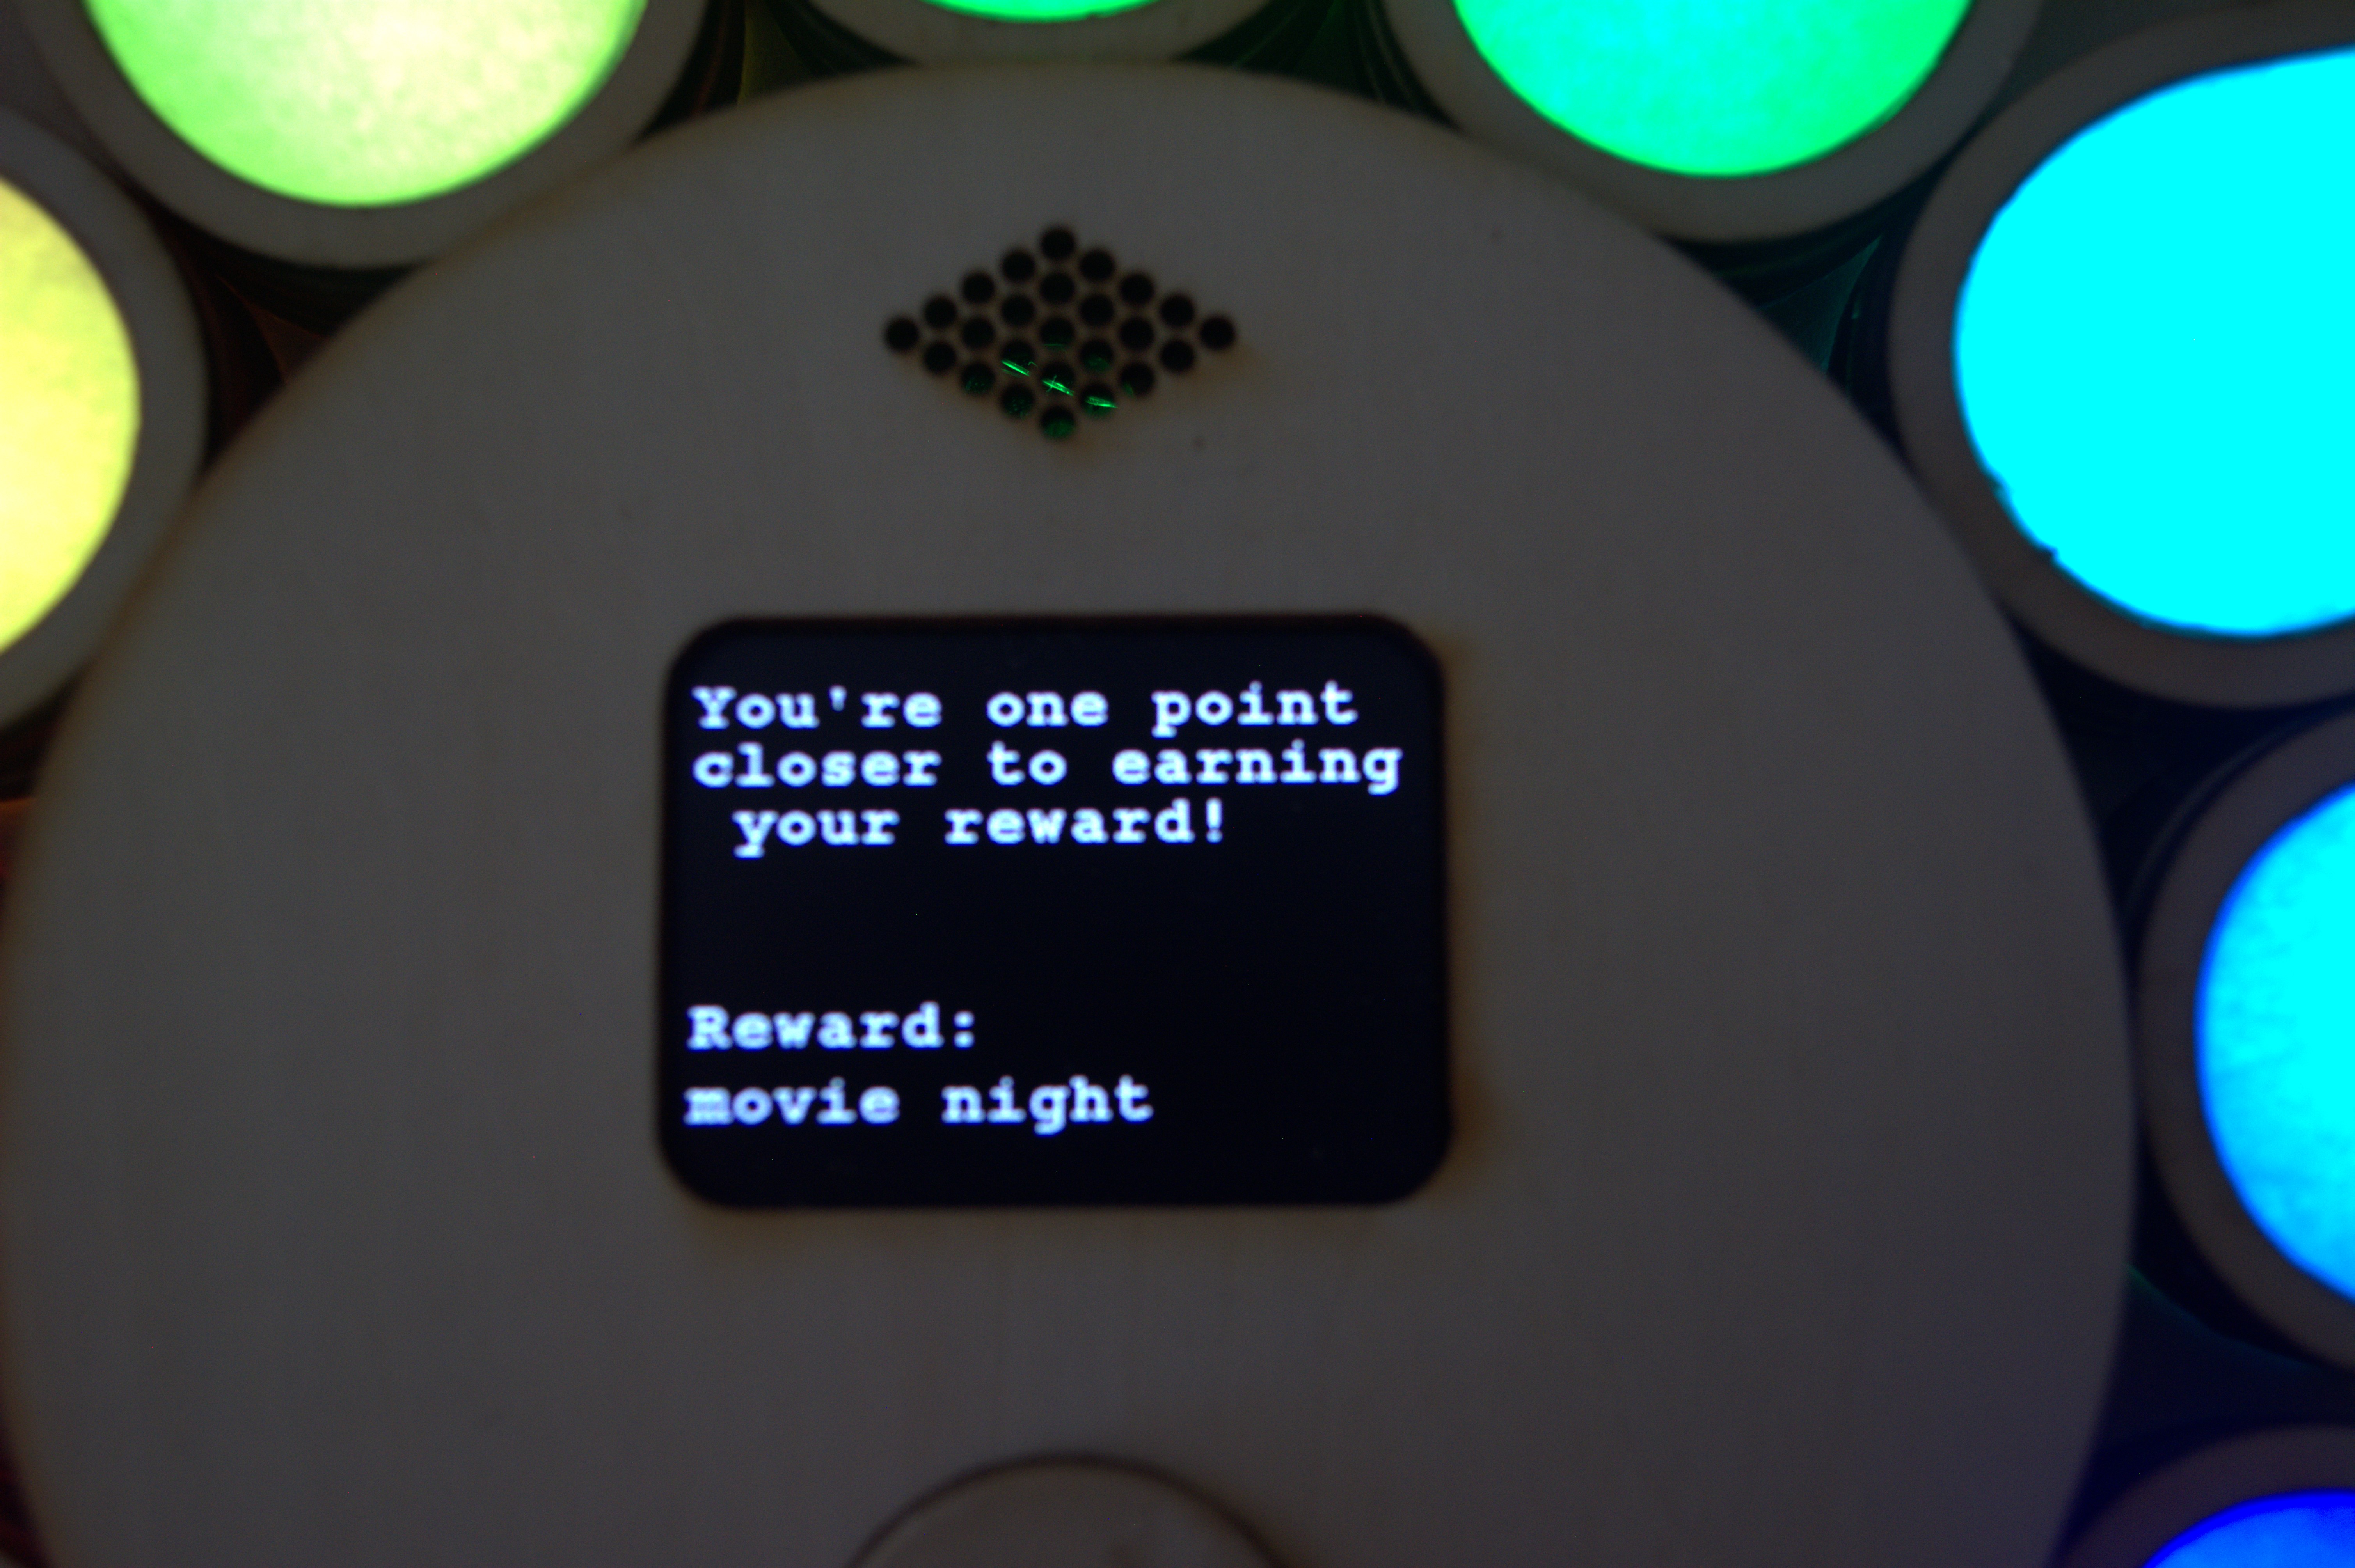 You're one point
closer to earning
your reward!
Reward:
movie night